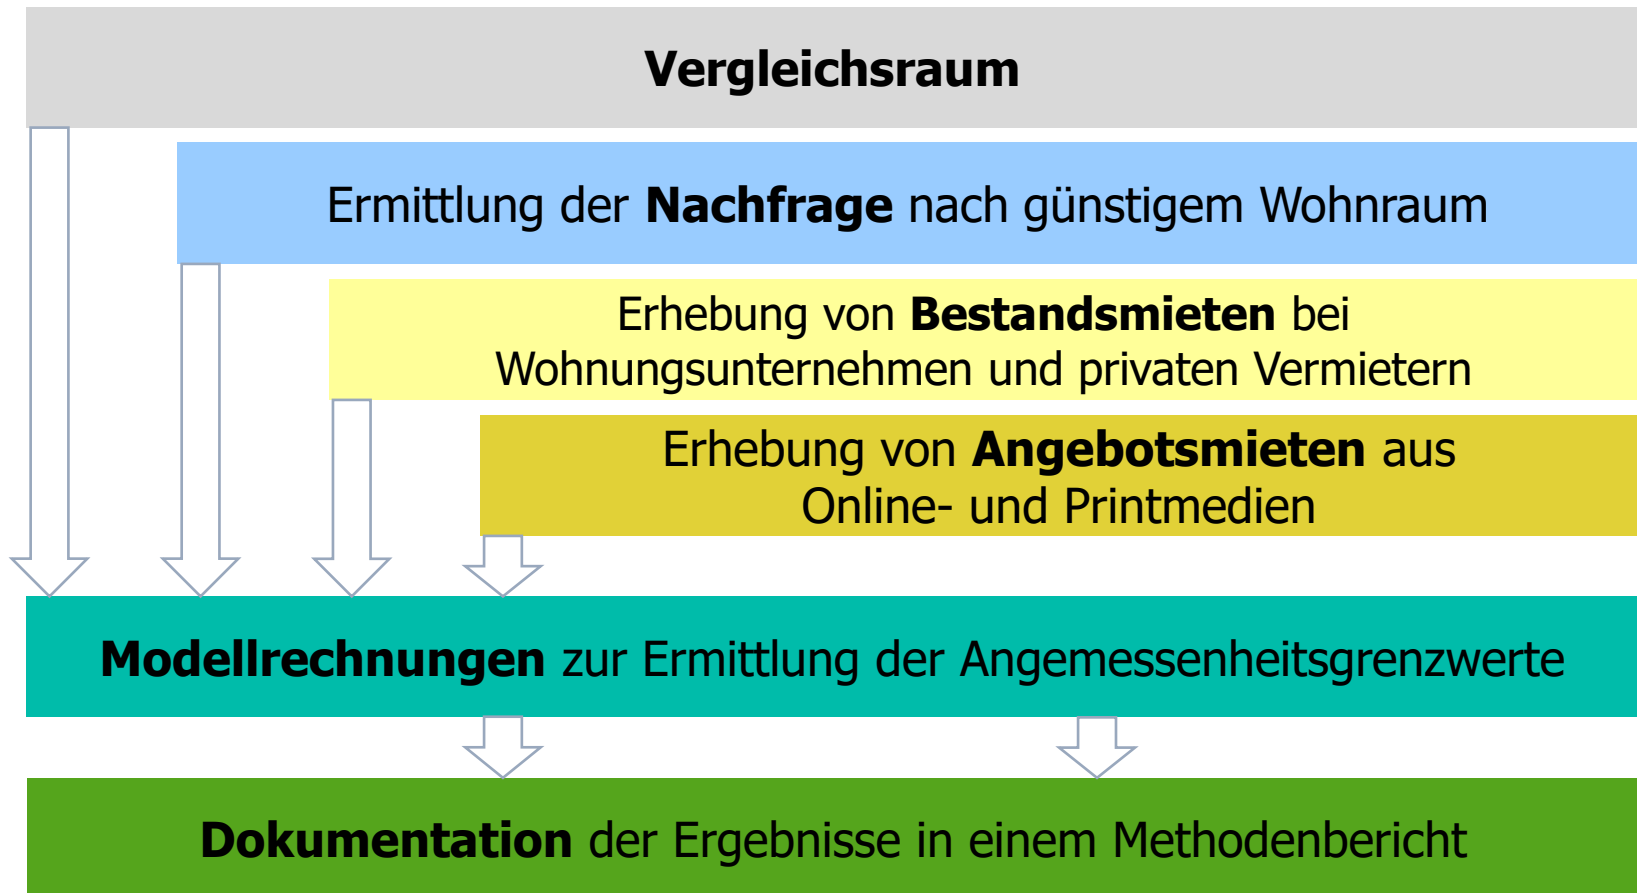 Vergleichsraum
Ermittlung der Nachfrage nach günstigem Wohnraum
Erhebung von Bestandsmieten bei
Wohnungsunternehmen und privaten Vermietern
Erhebung von Angebotsmieten aus
Online- und Printmedien
Modellrechnungen zur Ermittlung der Angemessenheitsgrenzwerte
Dokumentation der Ergebnisse in einem Methodenbericht